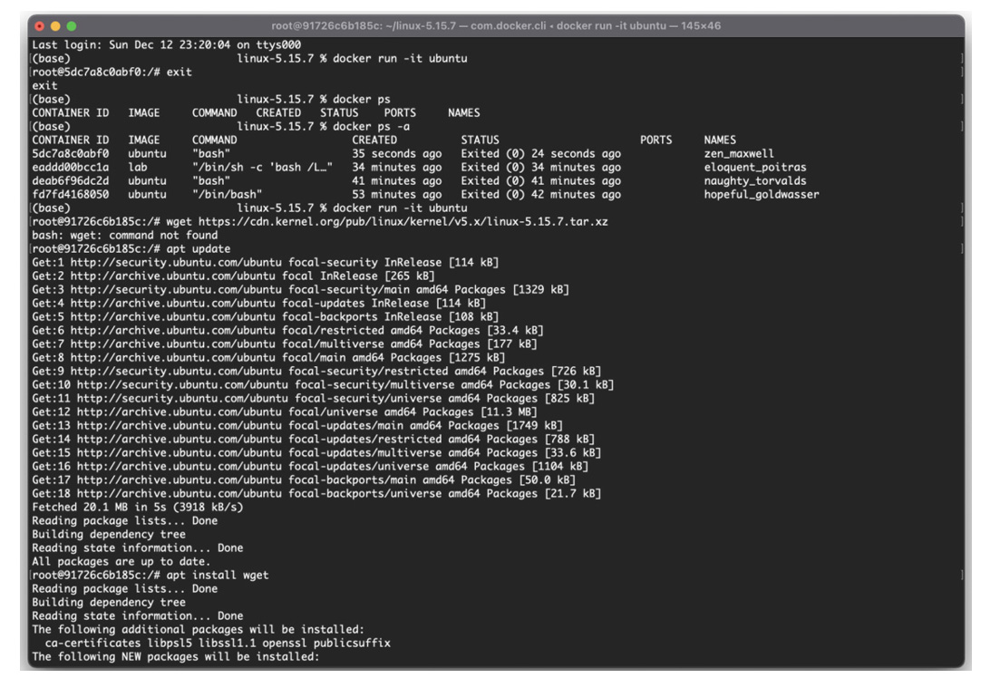 root@91726c6b185c: ~/linux-5.15.7 — com.docker.cli • docker run -it ubuntu — 145×46
Last login: Sun Dec 12 23:20:04 on ttys000
(base) linux-5.15.7 % docker run -it ubuntu
root@5dc7a8c0abf0:/# exit
exit
(base) linux-5.15.7 % docker ps
CONTAINER ID IMAGE COMMAND CREATED STATUS PORTS NAMES
(base) linux-5.15.7 % docker ps -a
CONTAINER ID IMAGE COMMAND CREATED STATUS PORTS NAMES
5dc7a8c0abf0 ubuntu "bash" 35 seconds ago Exited (0) 24 seconds ago zen_maxwell
eaddd00bcc1a lab "/bin/sh -c 'bash /L…" 34 minutes ago Exited (0) 34 minutes ago eloquent_poitras
deab6f96dc2d ubuntu "bash" 41 minutes ago Exited (0) 41 minutes ago naughty_torvalds
fd7fd4168050 ubuntu "/bin/bash" 53 minutes ago Exited (0) 42 minutes ago hopeful_goldwasser
(base) linux-5.15.7 % docker run -it ubuntu
root@91726c6b185c:/# wget https://cdn.kernel.org/pub/linux/kernel/v5.x/linux-5.15.7.tar.xz
bash: wget: command not found
root@91726c6b185c:/# apt update
Get:1 http://security.ubuntu.com/ubuntu focal-security InRelease [114 kB]
Get:2 http://archive.ubuntu.com/ubuntu focal InRelease [265 kB]
Get:3 http://security.ubuntu.com/ubuntu focal-security/main amd64 Packages [1329 kB]
Get:4 http://archive.ubuntu.com/ubuntu focal-updates InRelease [114 kB]
Get:5 http://archive.ubuntu.com/ubuntu focal-backports InRelease [108 kB]
Get:6 http://archive.ubuntu.com/ubuntu focal/restricted amd64 Packages [33.4 kB]
Get:7 http://archive.ubuntu.com/ubuntu focal/multiverse amd64 Packages [177 kB]
Get:8 http://archive.ubuntu.com/ubuntu focal/main amd64 Packages [1275 kB]
Get:9 http://security.ubuntu.com/ubuntu focal-security/restricted amd64 Packages [726 kB]
Get:10 http://security.ubuntu.com/ubuntu focal-security/multiverse amd64 Packages [30.1 kB]
Get:11 http://security.ubuntu.com/ubuntu focal-security/universe amd64 Packages [825 kB]
Get:12 http://archive.ubuntu.com/ubuntu focal/universe amd64 Packages [11.3 MB]
Get:13 http://archive.ubuntu.com/ubuntu focal-updates/main amd64 Packages [1749 kB]
Get:14 http://archive.ubuntu.com/ubuntu focal-updates/restricted amd64 Packages [788 kB]
Get:15 http://archive.ubuntu.com/ubuntu focal-updates/multiverse amd64 Packages [33.6 kB]
Get:16 http://archive.ubuntu.com/ubuntu focal-updates/universe amd64 Packages [1104 kB]
Get:17 http://archive.ubuntu.com/ubuntu focal-backports/main amd64 Packages [50.0 kB]
Get:18 http://archive.ubuntu.com/ubuntu focal-backports/universe amd64 Packages [21.7 kB]
Fetched 20.1 MB in 5s (3918 kB/s)
Reading package lists... Done
Building dependency tree
Reading state information... Done
All packages are up to date.
root@91726c6b185c:/# apt install wget
Reading package lists... Done
Building dependency tree
Reading state information... Done
The following additional packages will be installed:
ca-certificates libpsl5 libssl1.1 openssl publicsuffix
The following NEW packages will be installed: